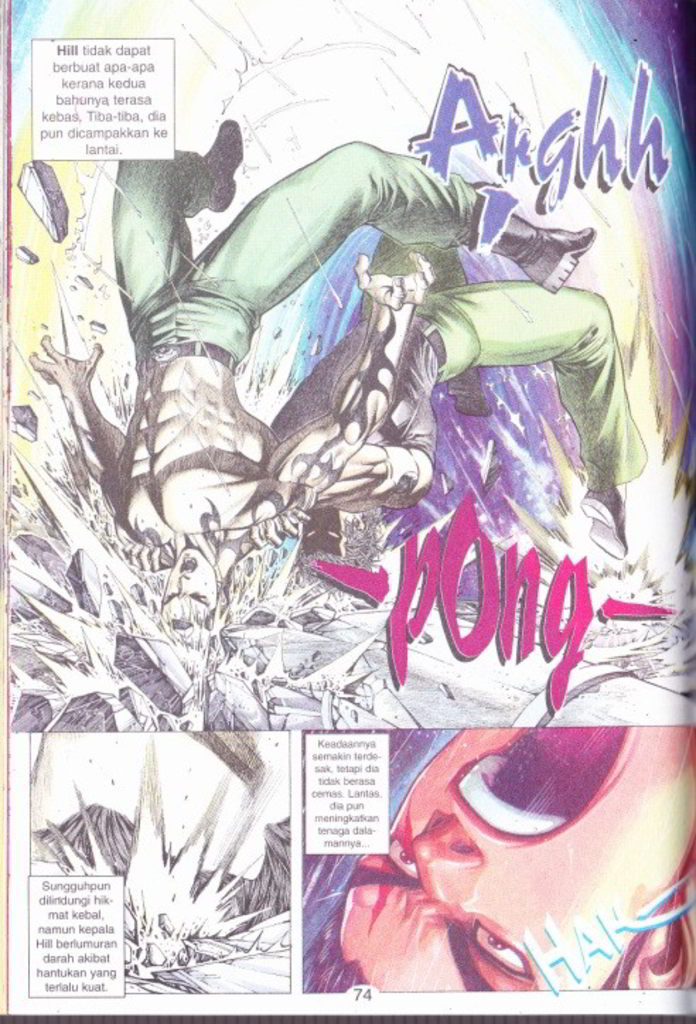 Hill tidak dapat
berbuat apa-apa
kerana kedua
bahunya terasa
kebas. Tiba-tiba, dia
pun dicampakkan ke
lantai.
Arghh
-pong-
Keadaannya
semakin terde-
sak, tetapi dia
tidak berasa
cemas. Lantas,
dia pun
meningkatkan
tenaga dala-
mannya...
Sungguhpun
dilindungi hik-
mat kebal,
namun kepala
Hill berlumuran
darah akibat
hantukan yang
terlalu kuat.
HAK
74